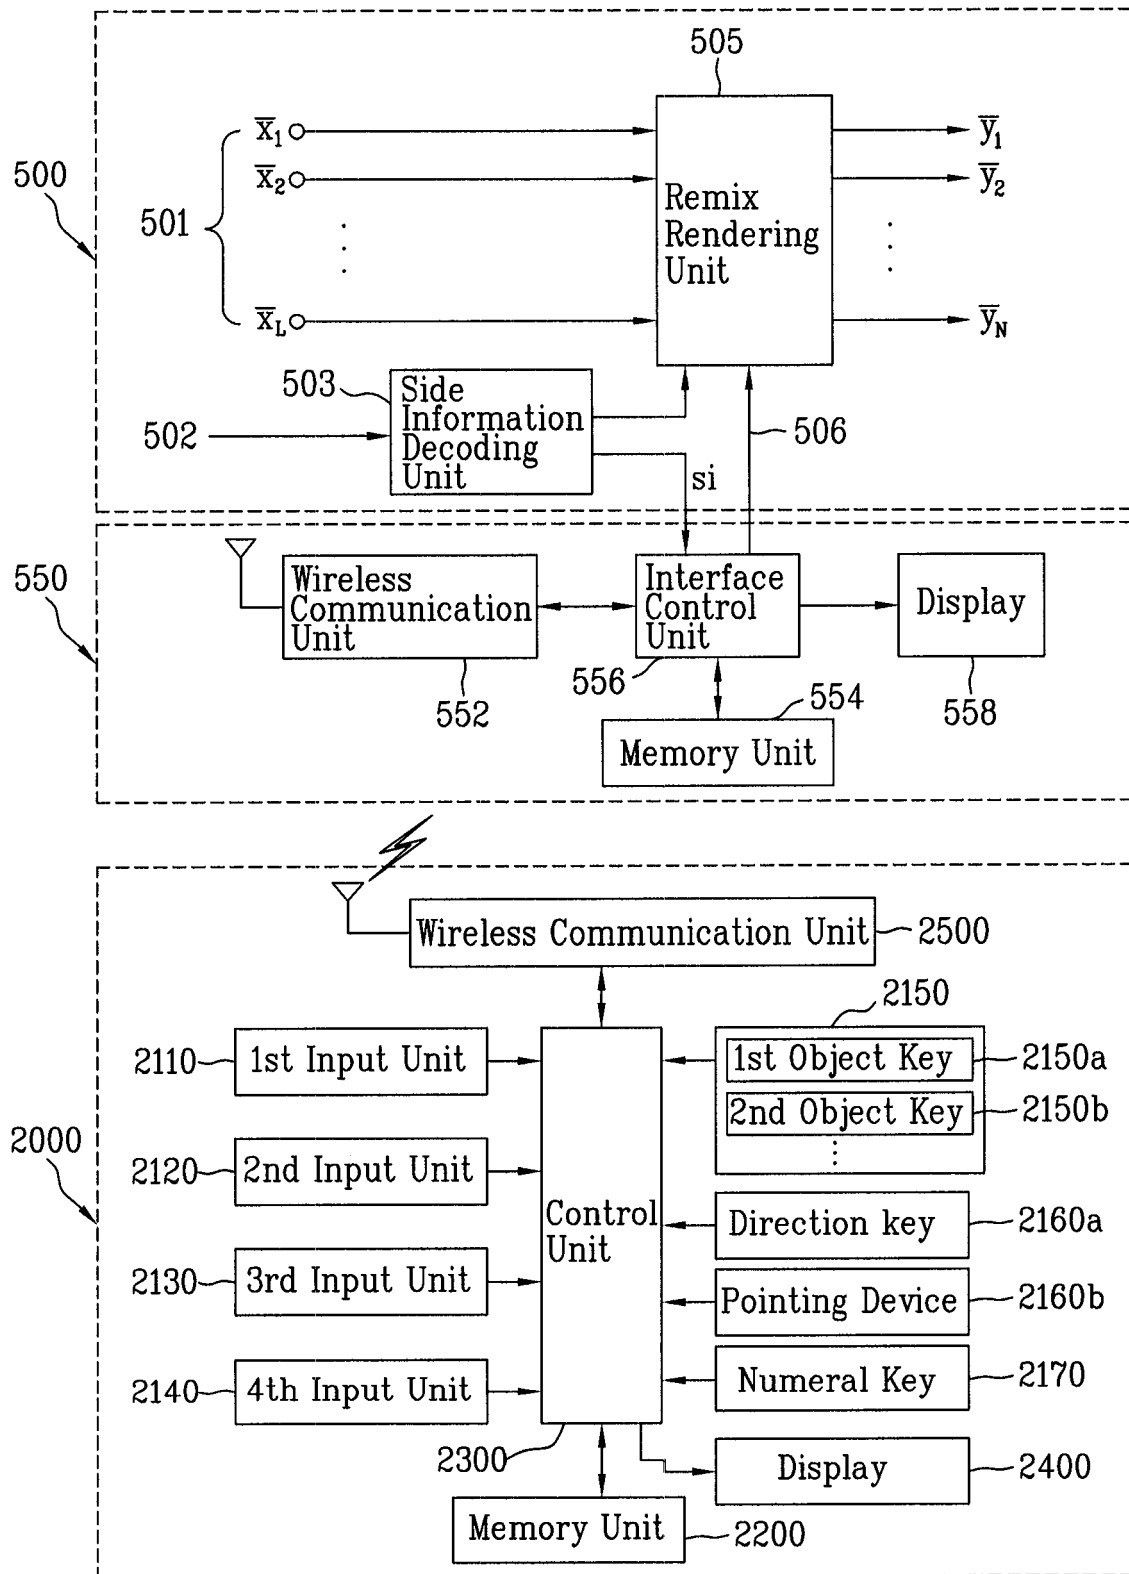 505
x̅1
x̅2
x̅L
501
500
Remix
Rendering
Unit
y̅1
y̅2
y̅N
503
Side
Information
Decoding
Unit
502
506
si
550
Wireless
Communication
Unit
552
Interface
Control
Unit
556
Display
558
554
Memory Unit
Wireless Communication Unit
2500
2000
2110
1st Input Unit
2120
2nd Input Unit
2130
3rd Input Unit
2140
4th Input Unit
Control
Unit
2300
2150
1st Object Key
2150a
2nd Object Key
2150b
Direction key
2160a
Pointing Device
2160b
Numeral Key
2170
Display
2400
Memory Unit
2200